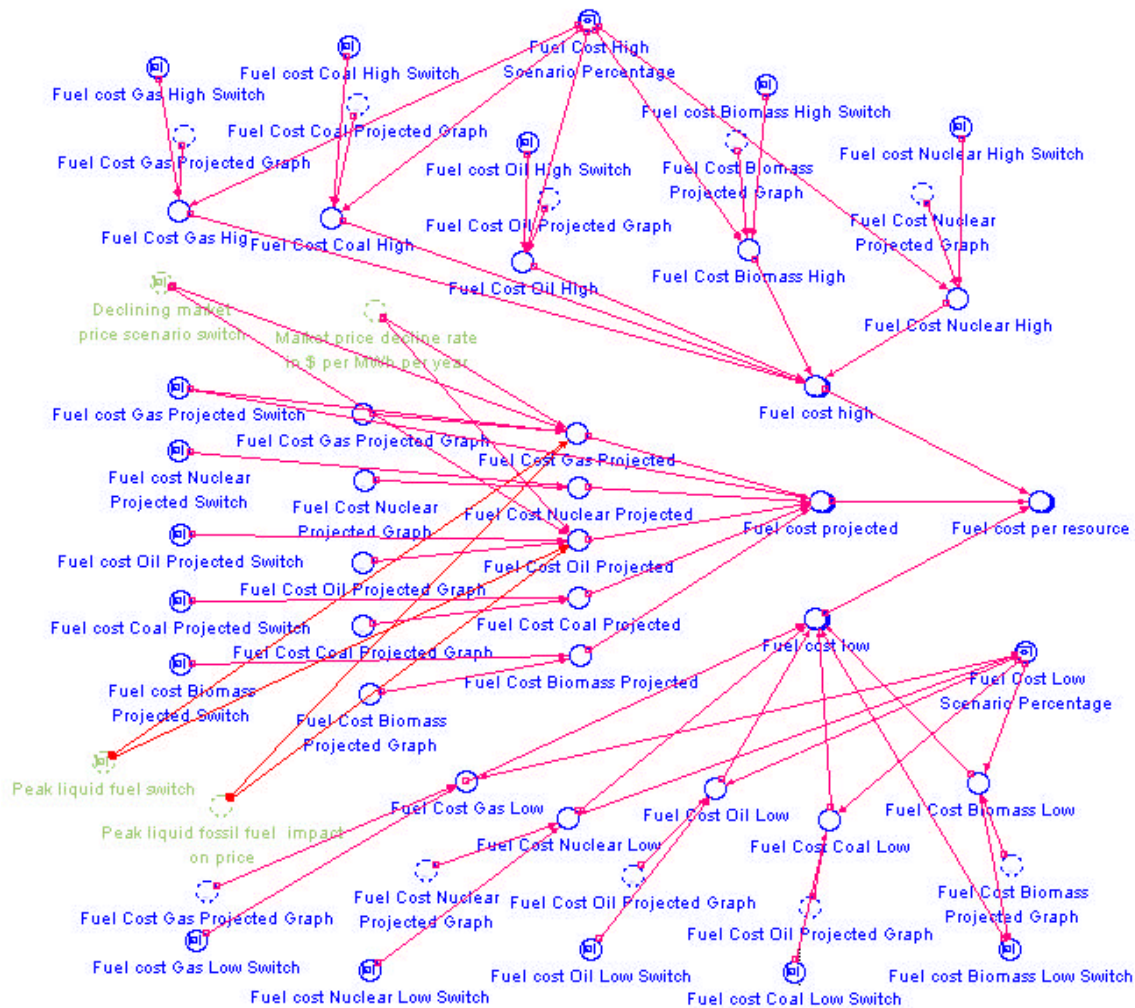 Fuel Cost High
Scenario Percentage
Fuel cost Coal High Switch
Fuel cost Gas High Switch
Fuel cost Biomass High Switch
Fuel Cost Coal Projected Graph
Fuel cost Nuclear High Switch
Fuel Cost Gas Projected Graph
Fuel cost Oil High Switch
Fuel Cost Biomass
Projected Graph
Fuel Cost Oil Projected Graph
Fuel Cost Nuclear
Projected Graph
Fuel Cost Gas Hig
Fuel Cost Coal High
Fuel Cost Biomass High
Fuel Cost Oil High
Fuel Cost Nuclear High
Declining market
price scenario switch
Market price decline rate
in $ per MWh per year
Fuel cost high
Fuel cost Gas Projected Switch
Fuel Cost Gas Projected Graph
Fuel Cost Gas Projected
Fuel cost Nuclear
Projected Switch
Fuel Cost Nuclear
Projected Graph
Fuel Cost Nuclear Projected
Fuel cost projected
Fuel cost per resource
Fuel cost Oil Projected Switch
Fuel Cost Oil Projected Graph
Fuel Cost Oil Projected
Fuel cost Coal Projected Switch
Fuel Cost Coal Projected Graph
Fuel Cost Coal Projected
Fuel cost low
Fuel cost Biomass
Projected Switch
Fuel Cost Biomass Projected
Fuel Cost Low
Scenario Percentage
Fuel Cost Biomass
Projected Graph
Peak liquid fuel switch
Fuel Cost Gas Low
Fuel Cost Oil Low
Fuel Cost Biomass Low
Peak liquid fossil fuel impact
on price
Fuel Cost Nuclear Low
Fuel Cost Coal Low
Fuel Cost Gas Projected Graph
Fuel Cost Nuclear
Projected Graph
Fuel Cost Oil Projected Graph
Fuel Cost Biomass
Projected Graph
Fuel Cost Oil Projected Graph
Fuel cost Gas Low Switch
Fuel cost Nuclear Low Switch
Fuel cost Oil Low Switch
Fuel cost Coal Low Switch
Fuel cost Biomass Low Switch